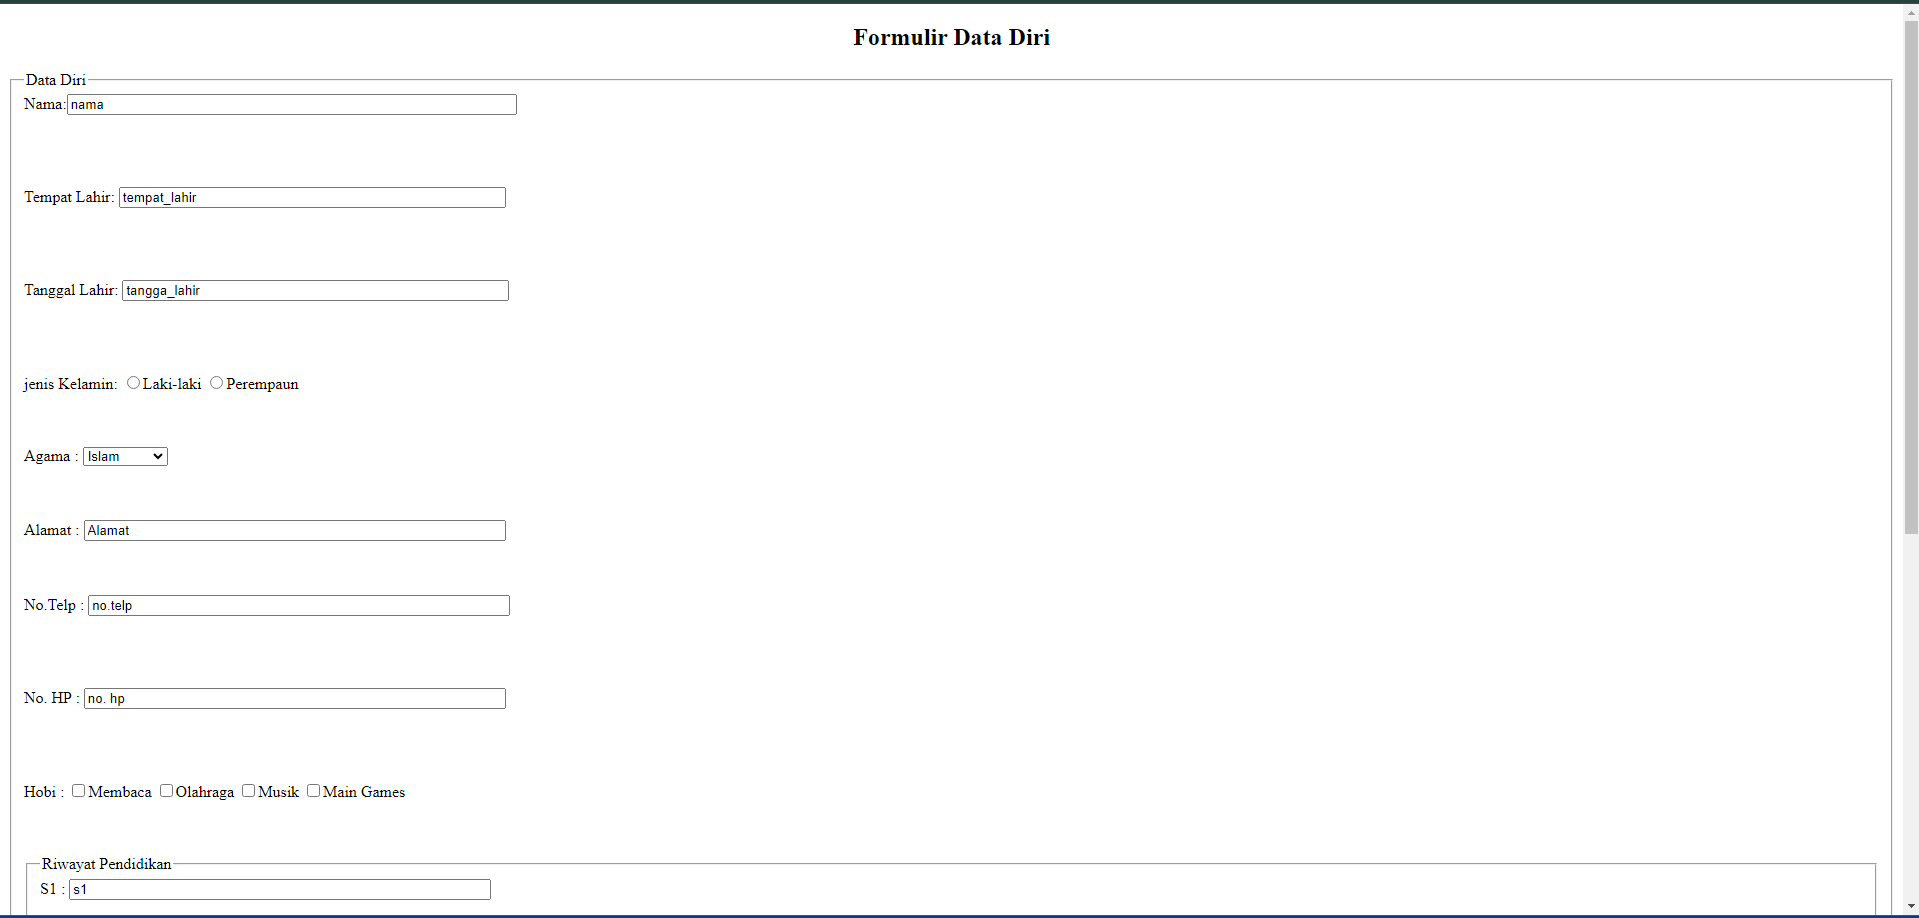 Formulir Data Diri
Data Diri
Nama: nama
Tempat Lahir: tempat_lahir
Tanggal Lahir: tangga_lahir
jenis Kelamin: Laki-laki Perempaun
Agama : Islam
Alamat : Alamat
No.Telp : no.telp
No. HP : no. hp
Hobi : Membaca Olahraga Musik Main Games
Riwayat Pendidikan
S1 : s1